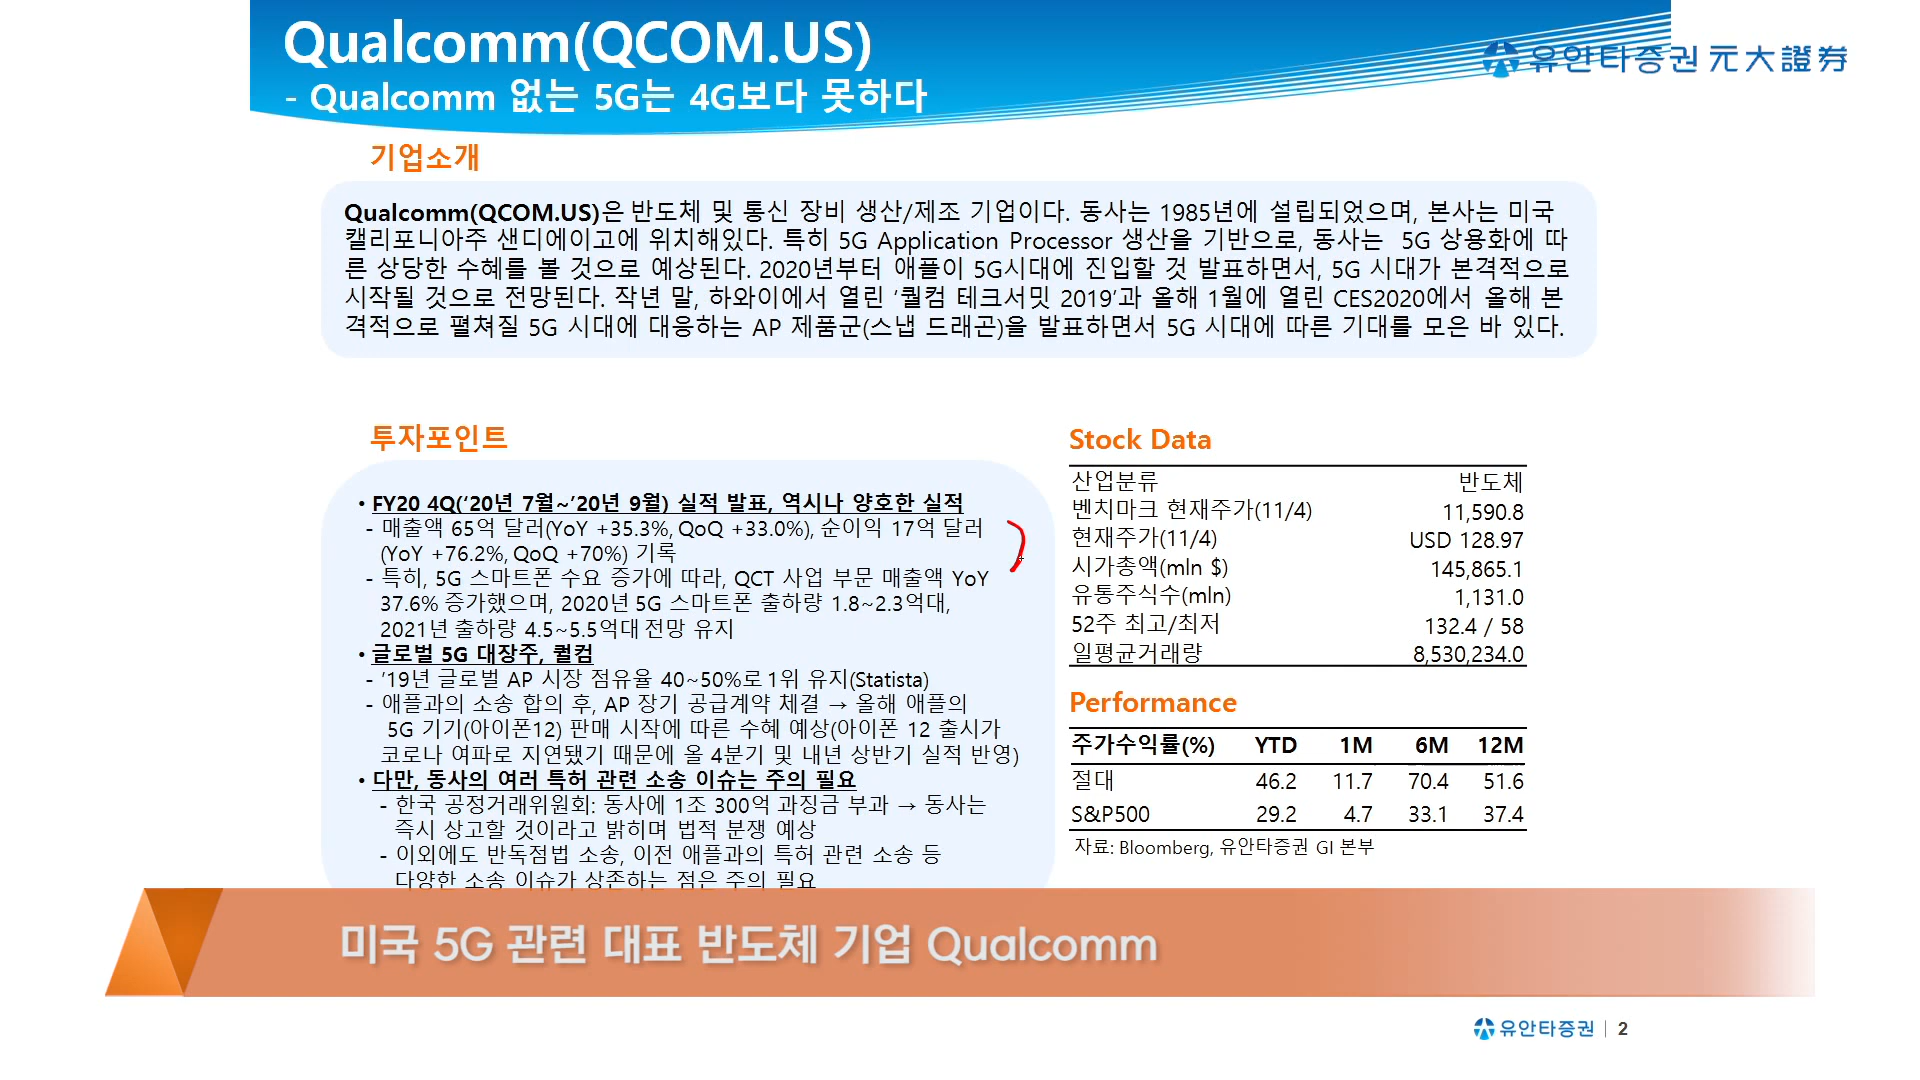 Qualcomm(QCOM.US)
- Qualcomm 없는 5G는 4G보다 못하다
유안타증권 元大證券
기업소개
Qualcomm(QCOM.US)은 반도체 및 통신 장비 생산/제조 기업이다. 동사는 1985년에 설립되었으며, 본사는 미국
캘리포니아주 샌디에이고에 위치해있다. 특히 5G Application Processor 생산을 기반으로, 동사는 5G 상용화에 따
른 상당한 수혜를 볼 것으로 예상된다. 2020년부터 애플이 5G시대에 진입할 것 발표하면서, 5G 시대가 본격적으로
시작될 것으로 전망된다. 작년 말, 하와이에서 열린 ‘퀄컴 테크서밋 2019’과 올해 1월에 열린 CES2020에서 올해 본
격적으로 펼쳐질 5G 시대에 대응하는 AP 제품군(스냅 드래곤)을 발표하면서 5G 시대에 따른 기대를 모은 바 있다.
투자포인트
• FY20 4Q(‘20년 7월~’20년 9월) 실적 발표, 역시나 양호한 실적
- 매출액 65억 달러(YoY +35.3%, QoQ +33.0%), 순이익 17억 달러
(YoY +76.2%, QoQ +70%) 기록
- 특히, 5G 스마트폰 수요 증가에 따라, QCT 사업 부문 매출액 YoY
37.6% 증가했으며, 2020년 5G 스마트폰 출하량 1.8~2.3억대,
2021년 출하량 4.5~5.5억대 전망 유지
• 글로벌 5G 대장주, 퀄컴
- ’19년 글로벌 AP 시장 점유율 40~50%로 1위 유지(Statista)
- 애플과의 소송 합의 후, AP 장기 공급계약 체결 → 올해 애플의
5G 기기(아이폰12) 판매 시작에 따른 수혜 예상(아이폰 12 출시가
코로나 여파로 지연됐기 때문에 올 4분기 및 내년 상반기 실적 반영)
• 다만, 동사의 여러 특허 관련 소송 이슈는 주의 필요
- 한국 공정거래위원회: 동사에 1조 300억 과징금 부과 → 동사는
즉시 상고할 것이라고 밝히며 법적 분쟁 예상
- 이외에도 반독점법 소송, 이전 애플과의 특허 관련 소송 등
다양한 소송 이슈가 상존하는 점은 주의 필요
Stock Data
산업분류 반도체
벤치마크 현재주가(11/4) 11,590.8
현재주가(11/4) USD 128.97
시가총액(mln $) 145,865.1
유통주식수(mln) 1,131.0
52주 최고/최저 132.4 / 58
일평균거래량 8,530,234.0
Performance
주가수익률(%) YTD 1M 6M 12M
절대 46.2 11.7 70.4 51.6
S&P500 29.2 4.7 33.1 37.4
자료: Bloomberg, 유안타증권 GI 본부
미국 5G 관련 대표 반도체 기업 Qualcomm
유안타증권 | 2